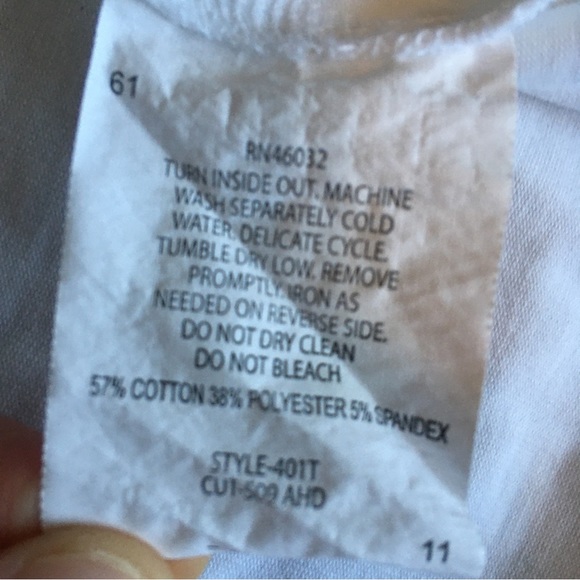 61
RN46032
TURN INSIDE OUT. MACHINE
WASH SEPARATELY COLD
WATER. DELICATE CYCLE.
TUMBLE DRY LOW. REMOVE
PROMPTLY. IRON AS
NEEDED ON REVERSE SIDE.
DO NOT DRY CLEAN
DO NOT BLEACH
57% COTTON 38% POLYESTER 5% SPANDEX
STYLE-401T
CUT-509 AHD
11